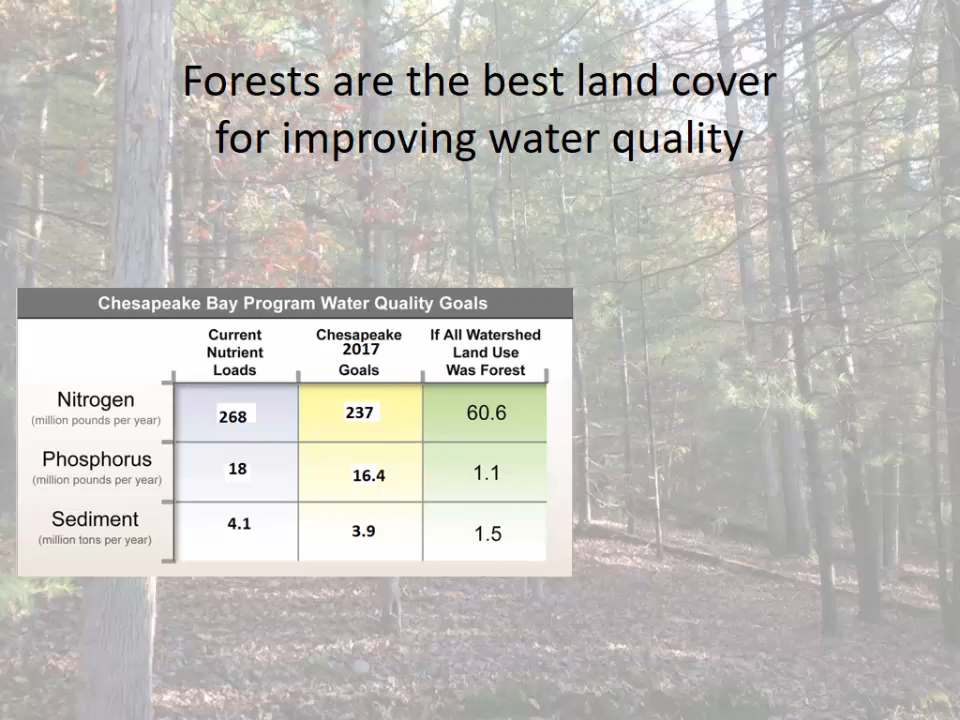 Forests are the best land cover
for improving water quality
Chesapeake Bay Program Water Quality Goals
Current
Nutrient
Loads
Chesapeake
2017
Goals
If All Watershed
Land Use
Was Forest
Nitrogen
(million pounds per year)
268
237
60.6
Phosphorus
(million pounds per year)
18
16.4
1.1
Sediment
(million tons per year)
4.1
3.9
1.5